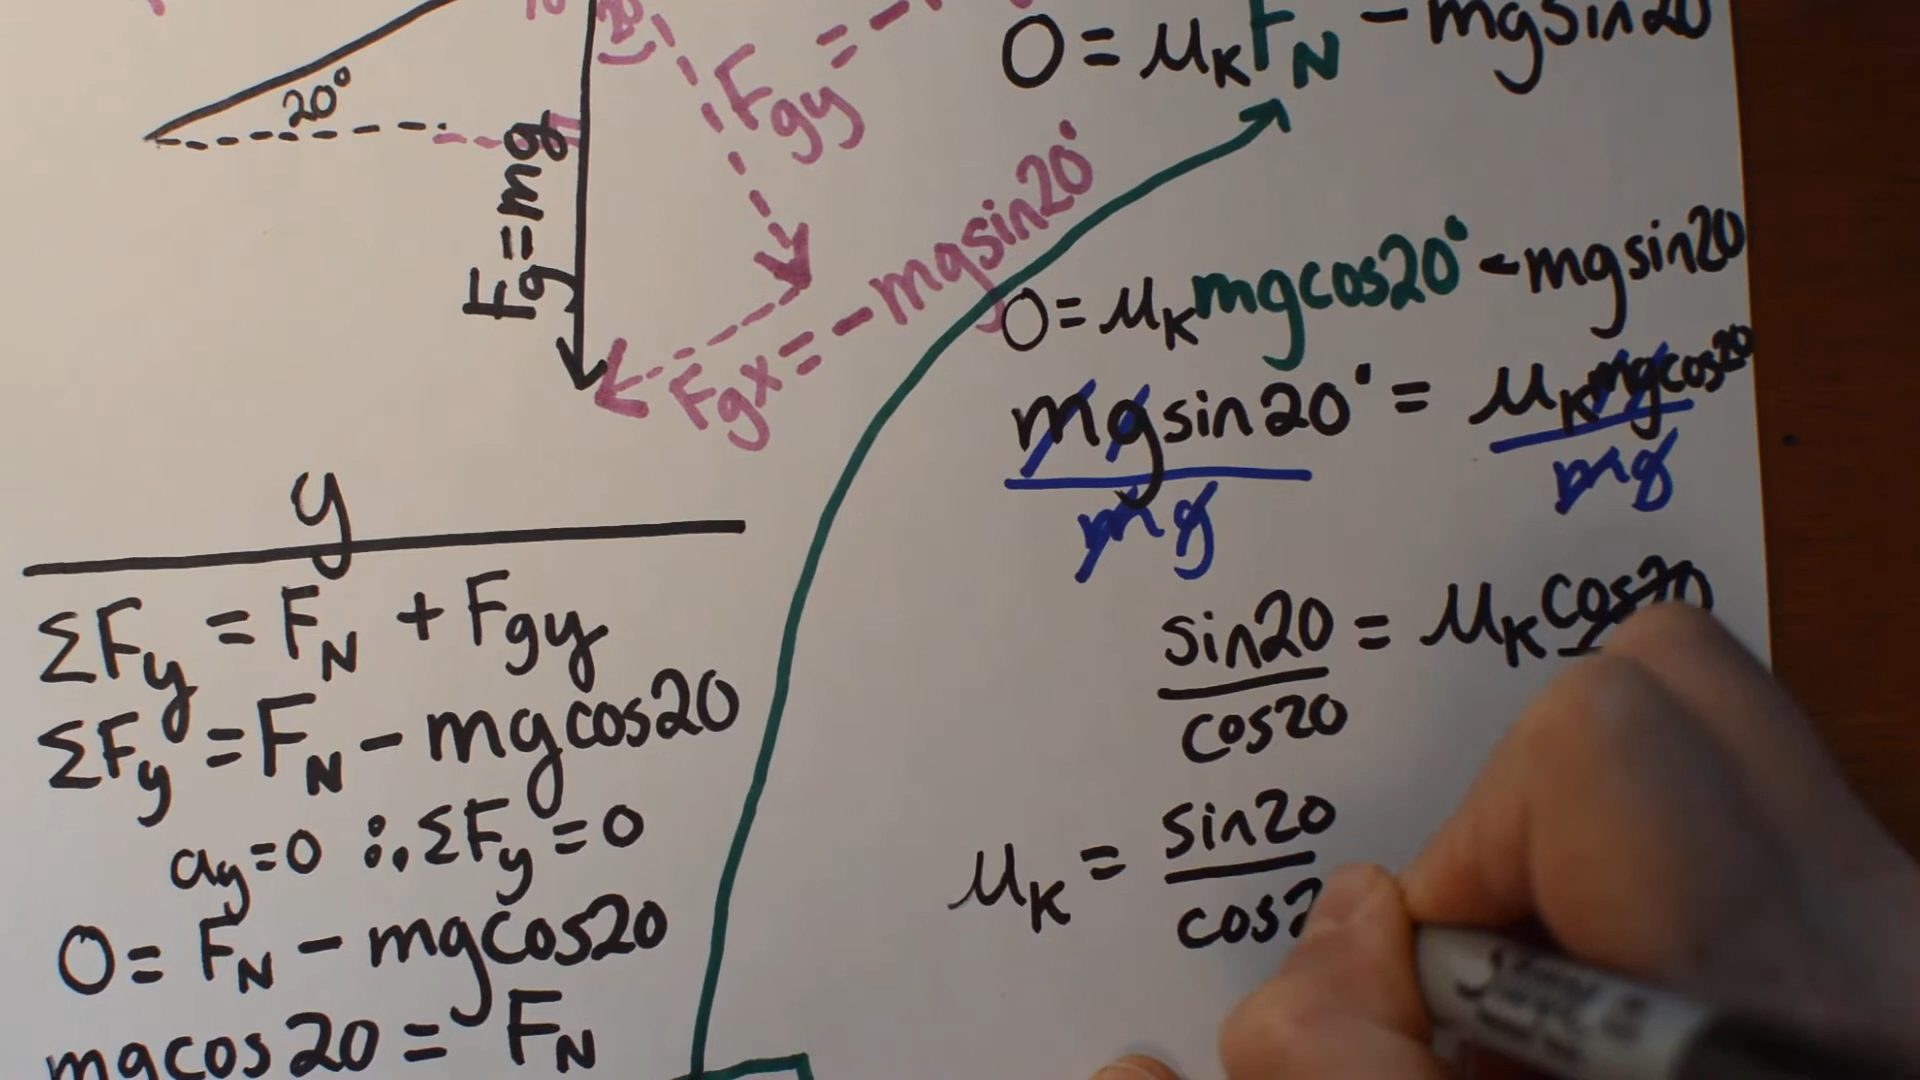 20°
20
Fgy = -
Fg = mg
Fgx = - mgsin20°
0 = μK FN - mgsin20
0 = μK mgcos20° - mgsin20
mgsin20° = μK mgcos20
mg mg
sin20 = μK cos20
cos20
μK = sin20
cos2
y
ΣFy = FN + Fgy
ΣFy = FN - mgcos20
ay = 0 ∴ ΣFy = 0
0 = FN - mgcos20
mgcos20 = FN